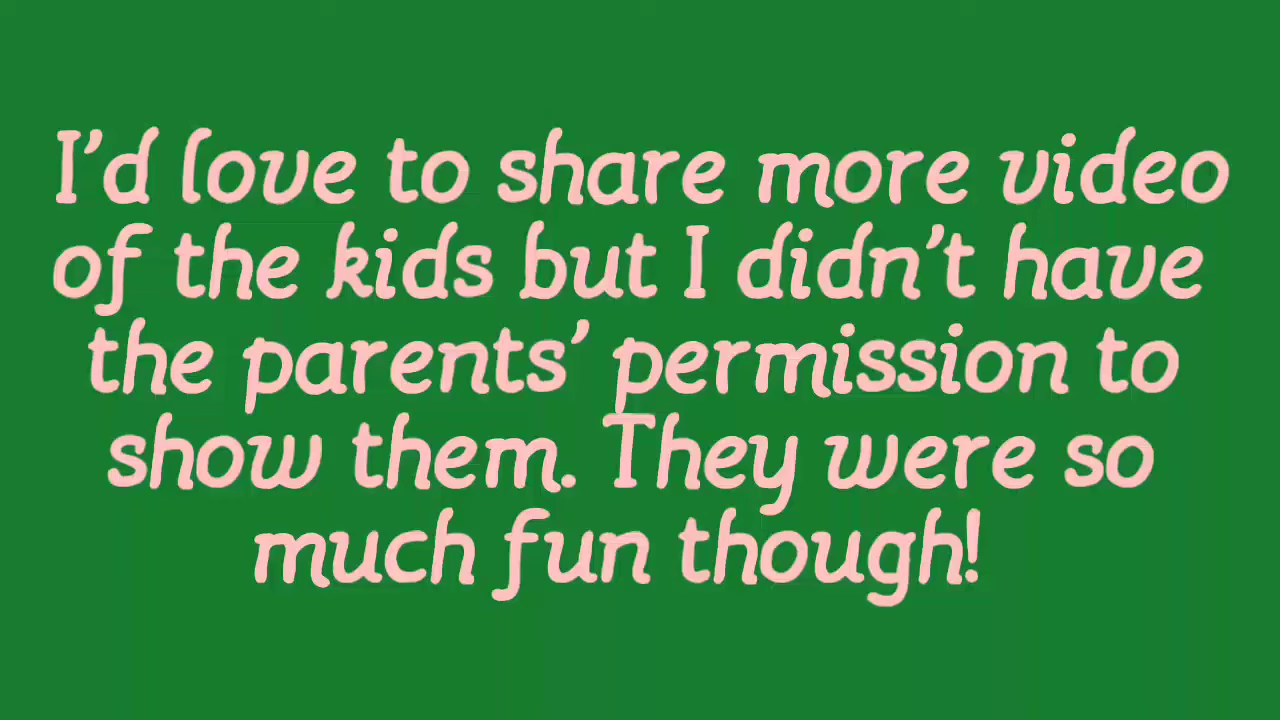 I'd love to share more video
of the kids but I didn't have
the parents' permission to
show them. They were so
much fun though!